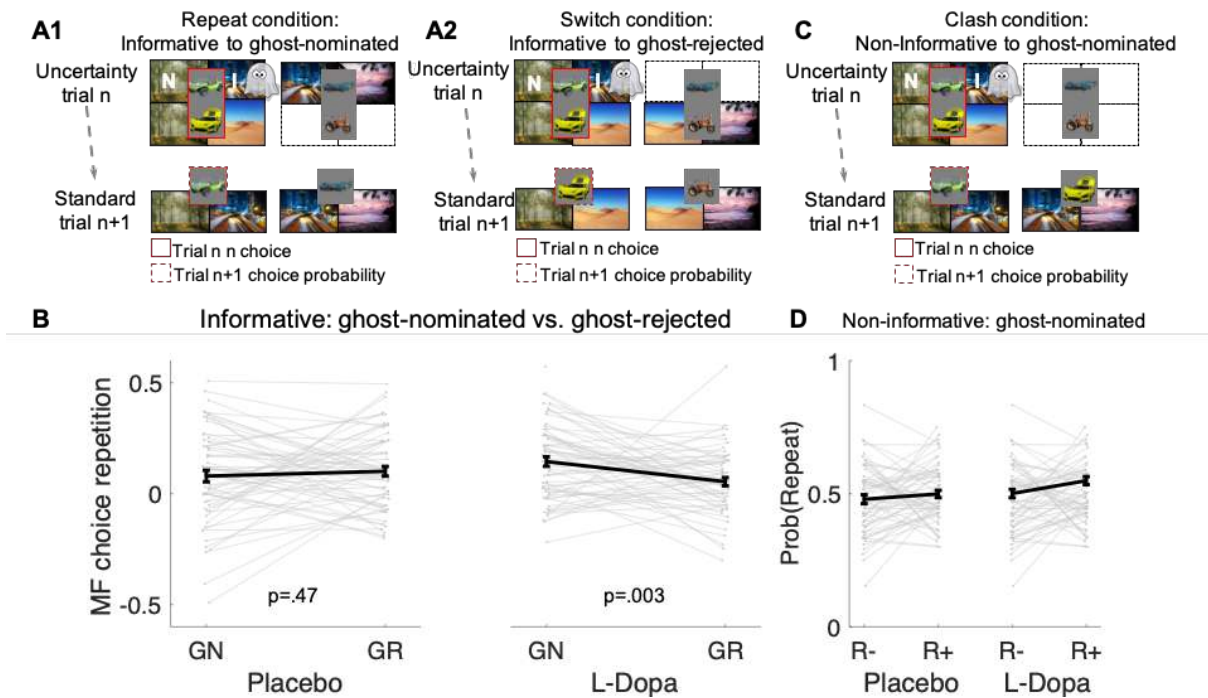 A1
Repeat condition:
Informative to ghost-nominated
Uncertainty
trial n
N
I
Standard
trial n+1
Trial n n choice
Trial n+1 choice probability
A2
Switch condition:
Informative to ghost-rejected
Uncertainty
trial n
N
I
Standard
trial n+1
Trial n n choice
Trial n+1 choice probability
C
Clash condition:
Non-Informative to ghost-nominated
Uncertainty
trial n
N
I
Standard
trial n+1
Trial n n choice
Trial n+1 choice probability
B
Informative: ghost-nominated vs. ghost-rejected
MF choice repetition
0.5
0
-0.5
p=.47
GN GR
Placebo
p=.003
GN GR
L-Dopa
D
Non-informative: ghost-nominated
Prob(Repeat)
1
0.5
0
R- R+ R- R+
Placebo L-Dopa